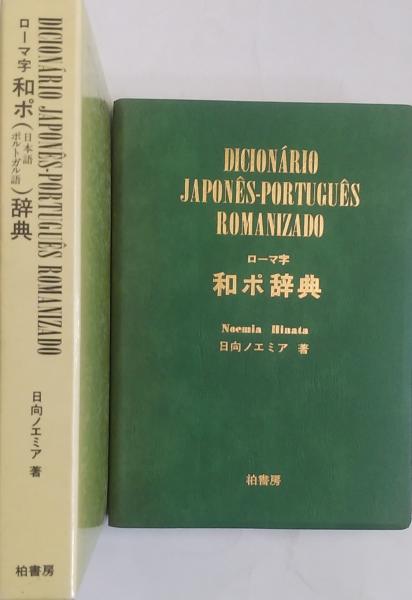 DICIONÁRIO JAPONÊS-PORTUGUÊS ROMANIZADO
ローマ字 和ポ(日本語 ポルトガル語)辞典
日向ノエミア 著
柏書房
DICIONÁRIO
JAPONÊS-PORTUGUÊS
ROMANIZADO
ローマ字
和ポ辞典
Noemia Hinata
日向ノエミア 著
柏書房